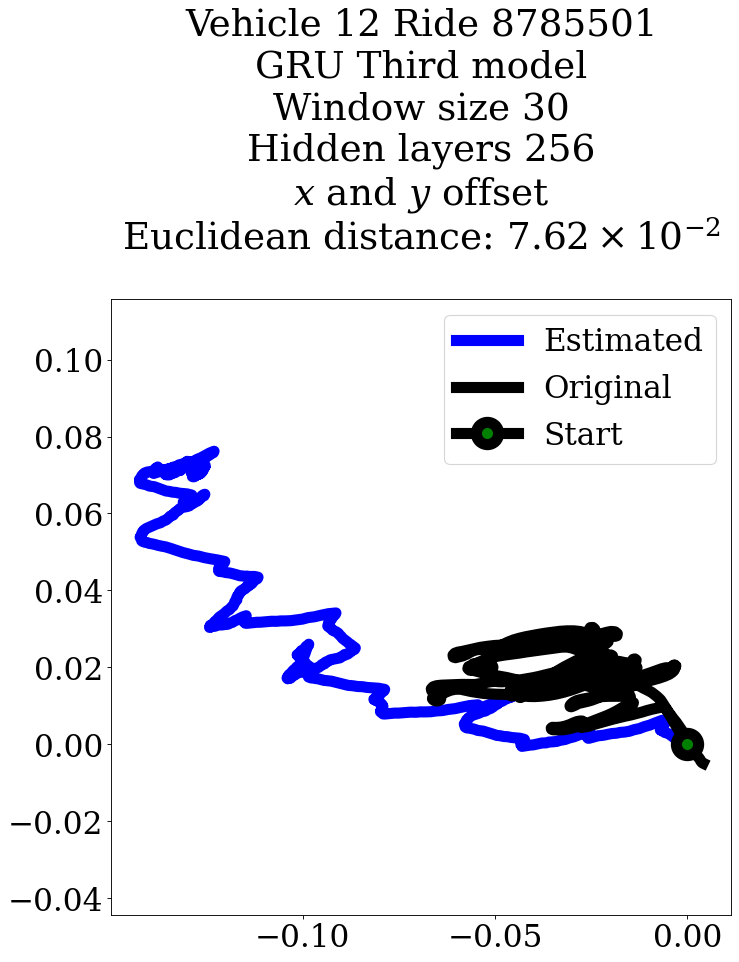 Vehicle 12 Ride 8785501
GRU Third model
Window size 30
Hidden layers 256
x and y offset
Euclidean distance: 7.62 × 10⁻²
Estimated
Original
Start
0.10
0.08
0.06
0.04
0.02
0.00
−0.02
−0.04
−0.10
−0.05
0.00